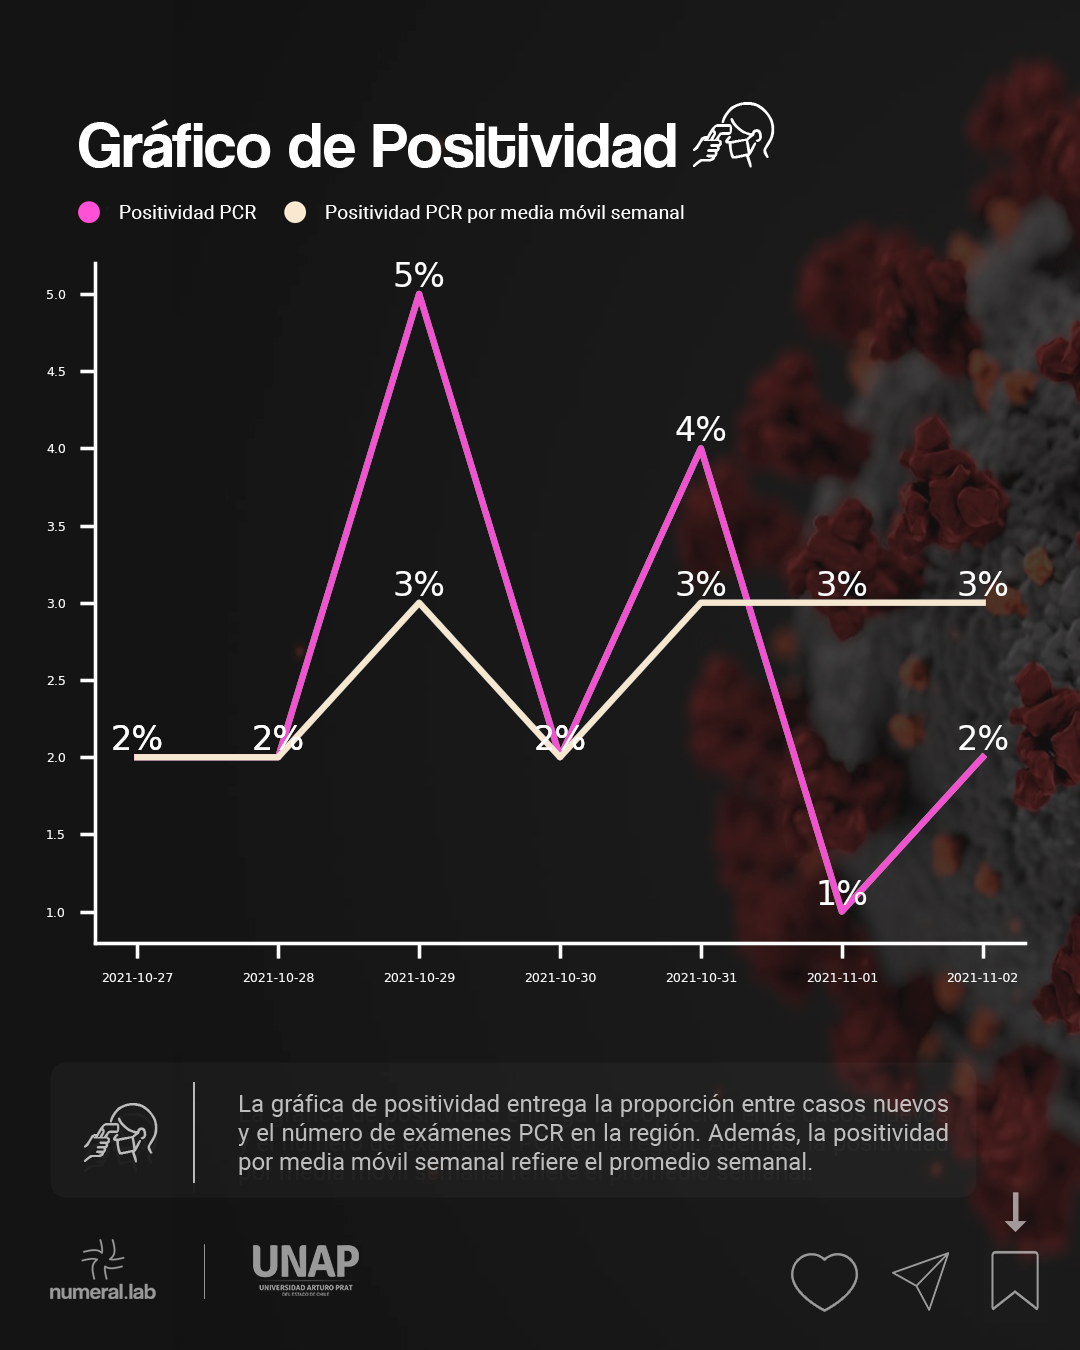 Gráfico de Positividad
Positividad PCR
Positividad PCR por media móvil semanal
5%
5.0
4.5
4%
4.0
3.5
3%
3%
3%
3%
3.0
2.5
2%
2%
2%
2%
2.0
1.5
1%
1.0
2021-10-27
2021-10-28
2021-10-29
2021-10-30
2021-10-31
2021-11-01
2021-11-02
La gráfica de positividad entrega la proporción entre casos nuevos
y el número de exámenes PCR en la región. Además, la positividad
por media móvil semanal refiere el promedio semanal.
numeral.lab
UNAP
UNIVERSIDAD ARTURO PRAT
DEL ESTADO DE CHILE